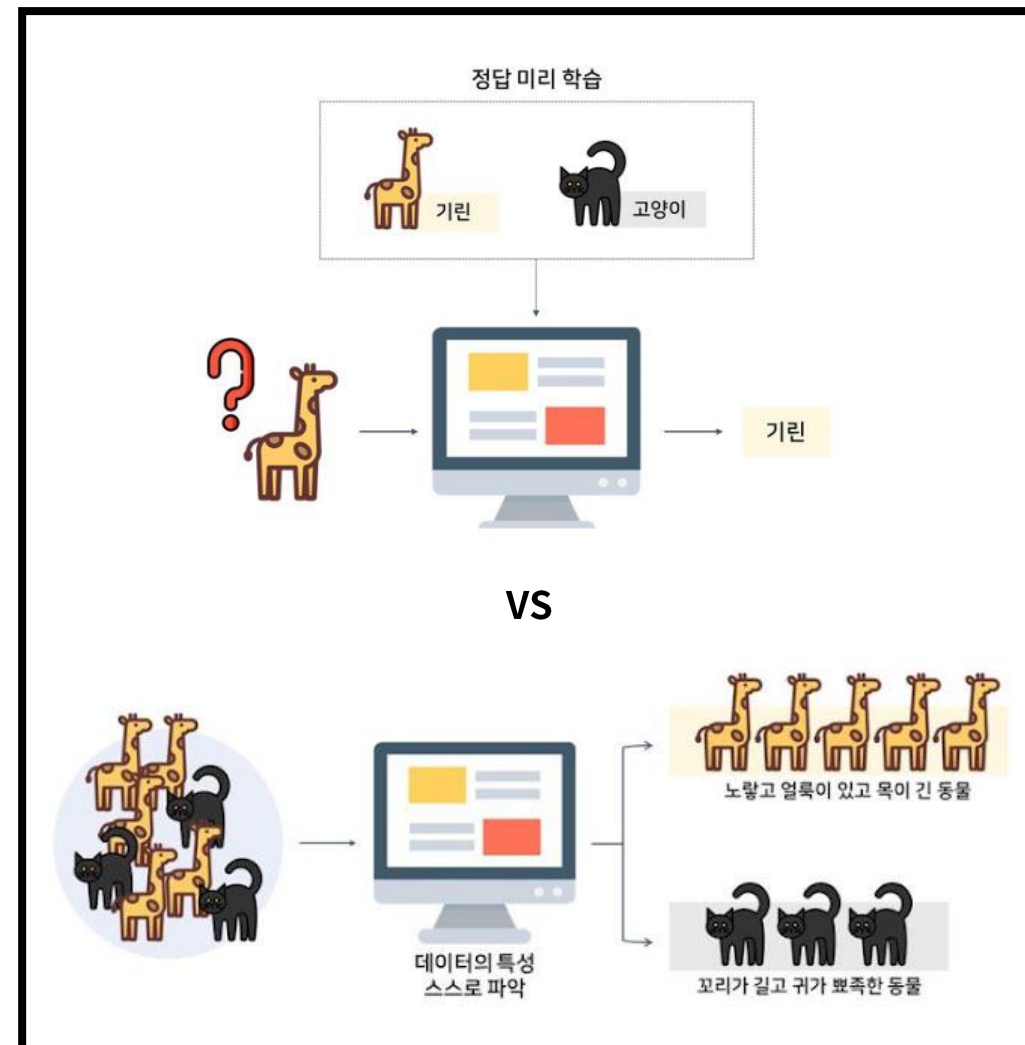 정답 미리 학습
기린
고양이
기린
VS
노랗고 얼룩이 있고 목이 긴 동물
데이터의 특성
스스로 파악
꼬리가 길고 귀가 뾰족한 동물